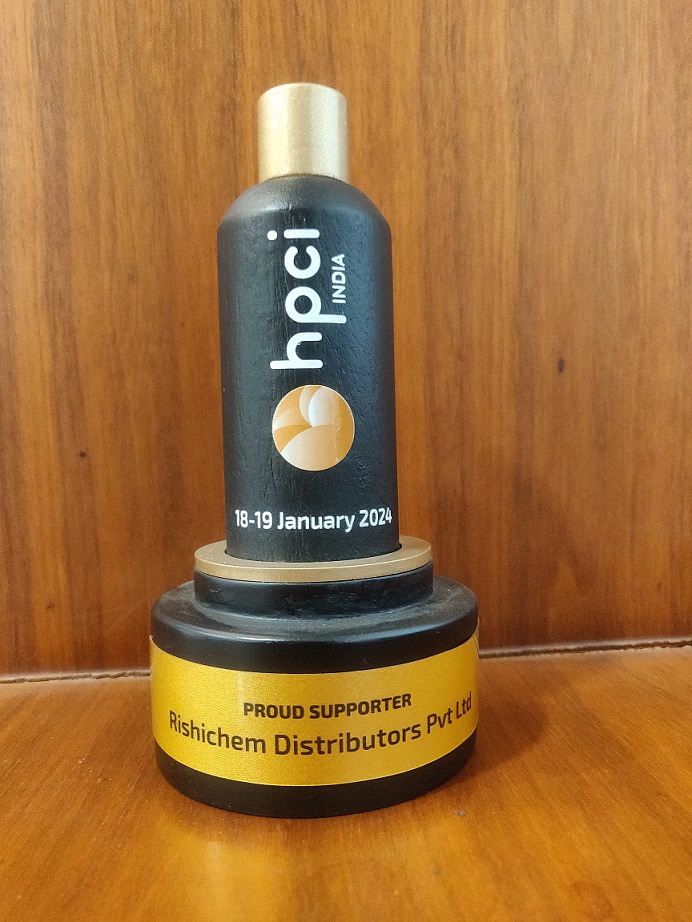 hpci
INDIA
18-19 January 2024
PROUD SUPPORTER
Rishichem Distributors Pvt Ltd